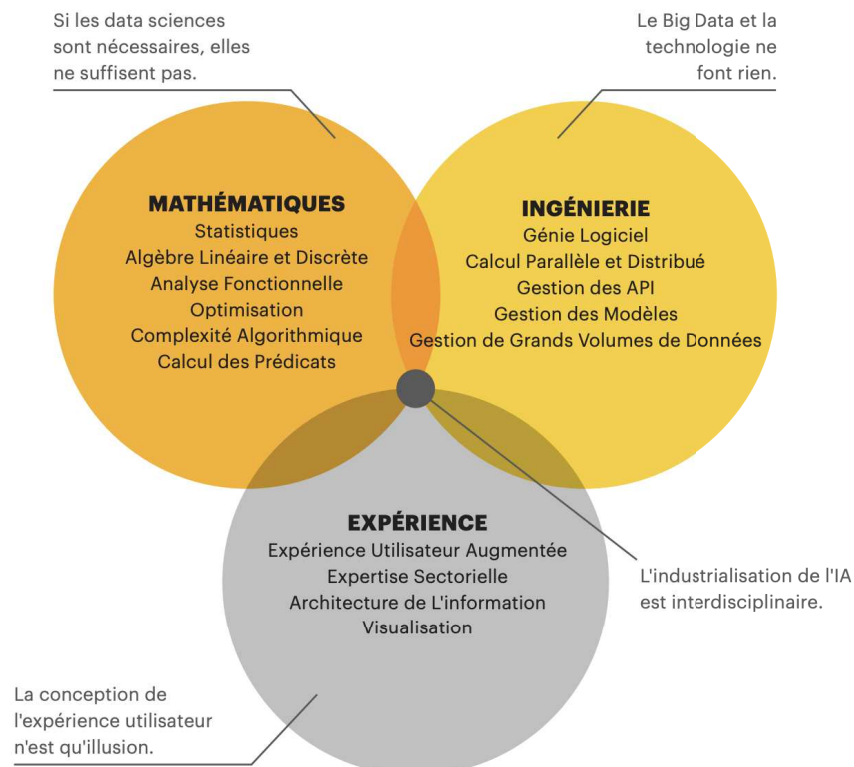 Si les data sciences
sont nécessaires, elles
ne suffisent pas.
Le Big Data et la
technologie ne
font rien.
MATHÉMATIQUES
Statistiques
Algèbre Linéaire et Discrète
Analyse Fonctionnelle
Optimisation
Complexité Algorithmique
Calcul des Prédicats
INGÉNIERIE
Génie Logiciel
Calcul Parallèle et Distribué
Gestion des API
Gestion des Modèles
Gestion de Grands Volumes de Données
EXPÉRIENCE
Expérience Utilisateur Augmentée
Expertise Sectorielle
Architecture de L'information
Visualisation
L'industrialisation de l'IA
est interdisciplinaire.
La conception de
l'expérience utilisateur
n'est qu'illusion.